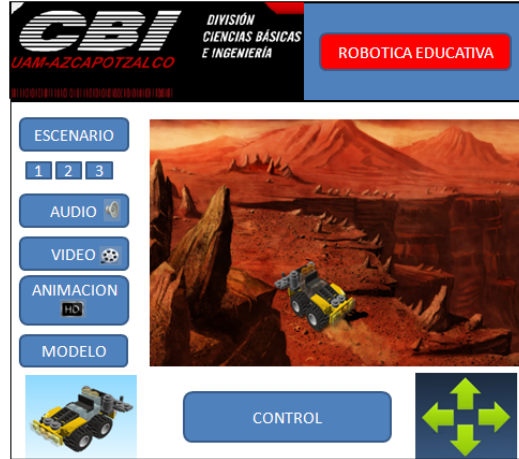 CBI
UAM-AZCAPOTZALCO
DIVISIÓN
CIENCIAS BÁSICAS
E INGENIERÍA
ROBOTICA EDUCATIVA
ESCENARIO
1 2 3
AUDIO
VIDEO
ANIMACION
HD
MODELO
CONTROL